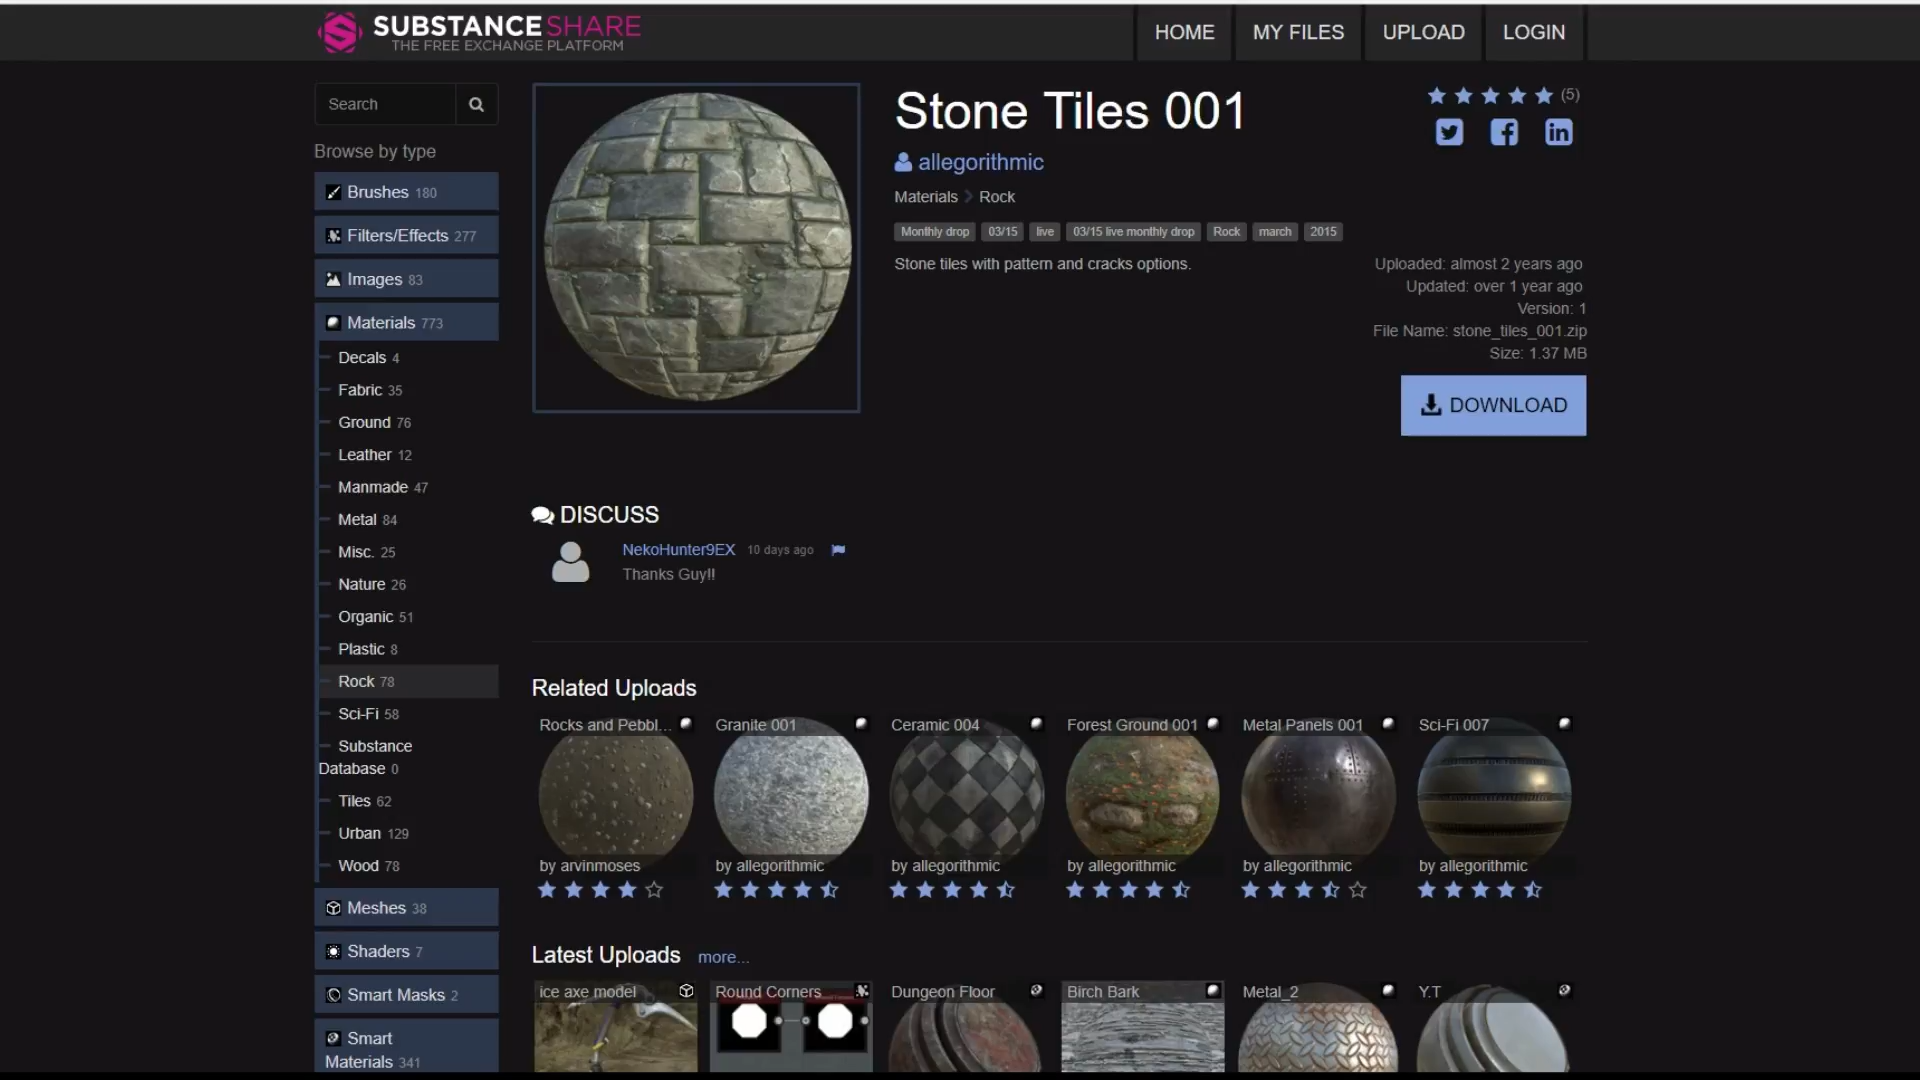 SUBSTANCE SHARE
THE FREE EXCHANGE PLATFORM
HOME
MY FILES
UPLOAD
LOGIN
Search
Browse by type
Brushes 180
Filters/Effects 277
Images 83
Materials 773
Decals 4
Fabric 35
Ground 76
Leather 12
Manmade 47
Metal 84
Misc. 25
Nature 26
Organic 51
Plastic 8
Rock 78
Sci-Fi 58
Substance
Database 0
Tiles 62
Urban 129
Wood 78
Meshes 38
Shaders 7
Smart Masks 2
Smart
Materials 341
Stone Tiles 001
(5)
allegorithmic
Materials Rock
Monthly drop 03/15 live 03/15 live monthly drop Rock march 2015
Stone tiles with pattern and cracks options.
Uploaded: almost 2 years ago
Updated: over 1 year ago
Version: 1
File Name: stone_tiles_001.zip
Size: 1.37 MB
DOWNLOAD
DISCUSS
NekoHunter9EX 10 days ago
Thanks Guy!!
Related Uploads
Rocks and Pebbl... Granite 001 Ceramic 004 Forest Ground 001 Metal Panels 001 Sci-Fi 007
by arvinmoses by allegorithmic by allegorithmic by allegorithmic by allegorithmic by allegorithmic
Latest Uploads more...
ice axe model Round Corners Dungeon Floor Birch Bark Metal_2 Y.T